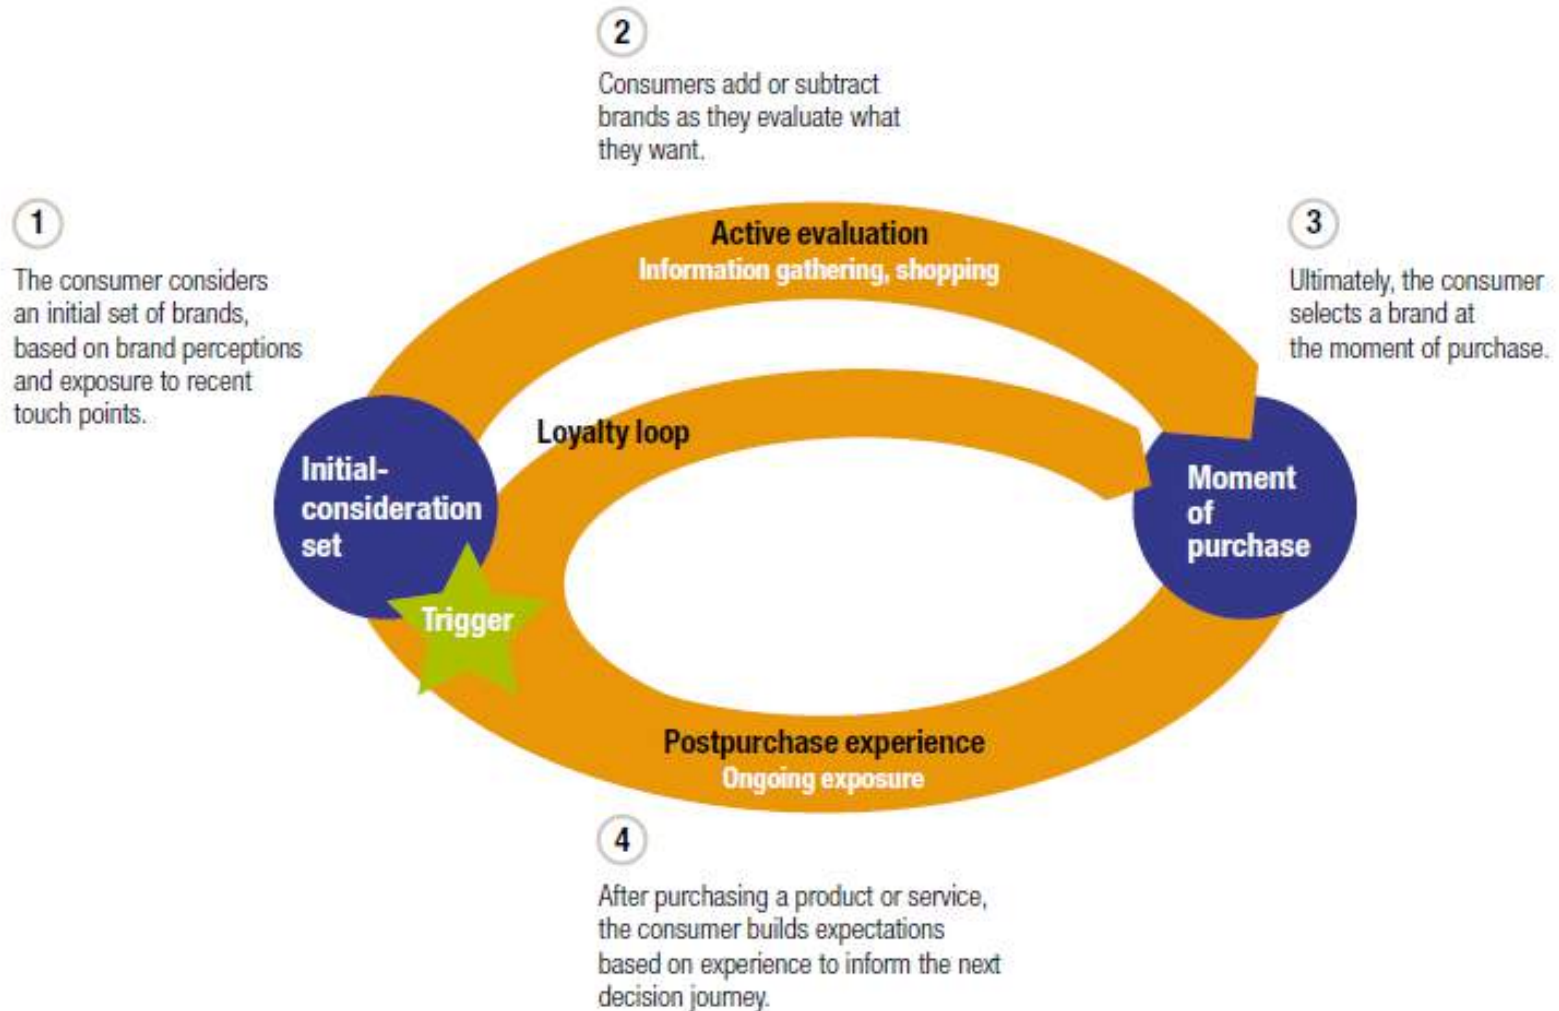 1
The consumer considers
an initial set of brands,
based on brand perceptions
and exposure to recent
touch points.
2
Consumers add or subtract
brands as they evaluate what
they want.
3
Ultimately, the consumer
selects a brand at
the moment of purchase.
Active evaluation
Information gathering, shopping
Loyalty loop
Initial-
consideration
set
Trigger
Moment
of
purchase
Postpurchase experience
Ongoing exposure
4
After purchasing a product or service,
the consumer builds expectations
based on experience to inform the next
decision journey.